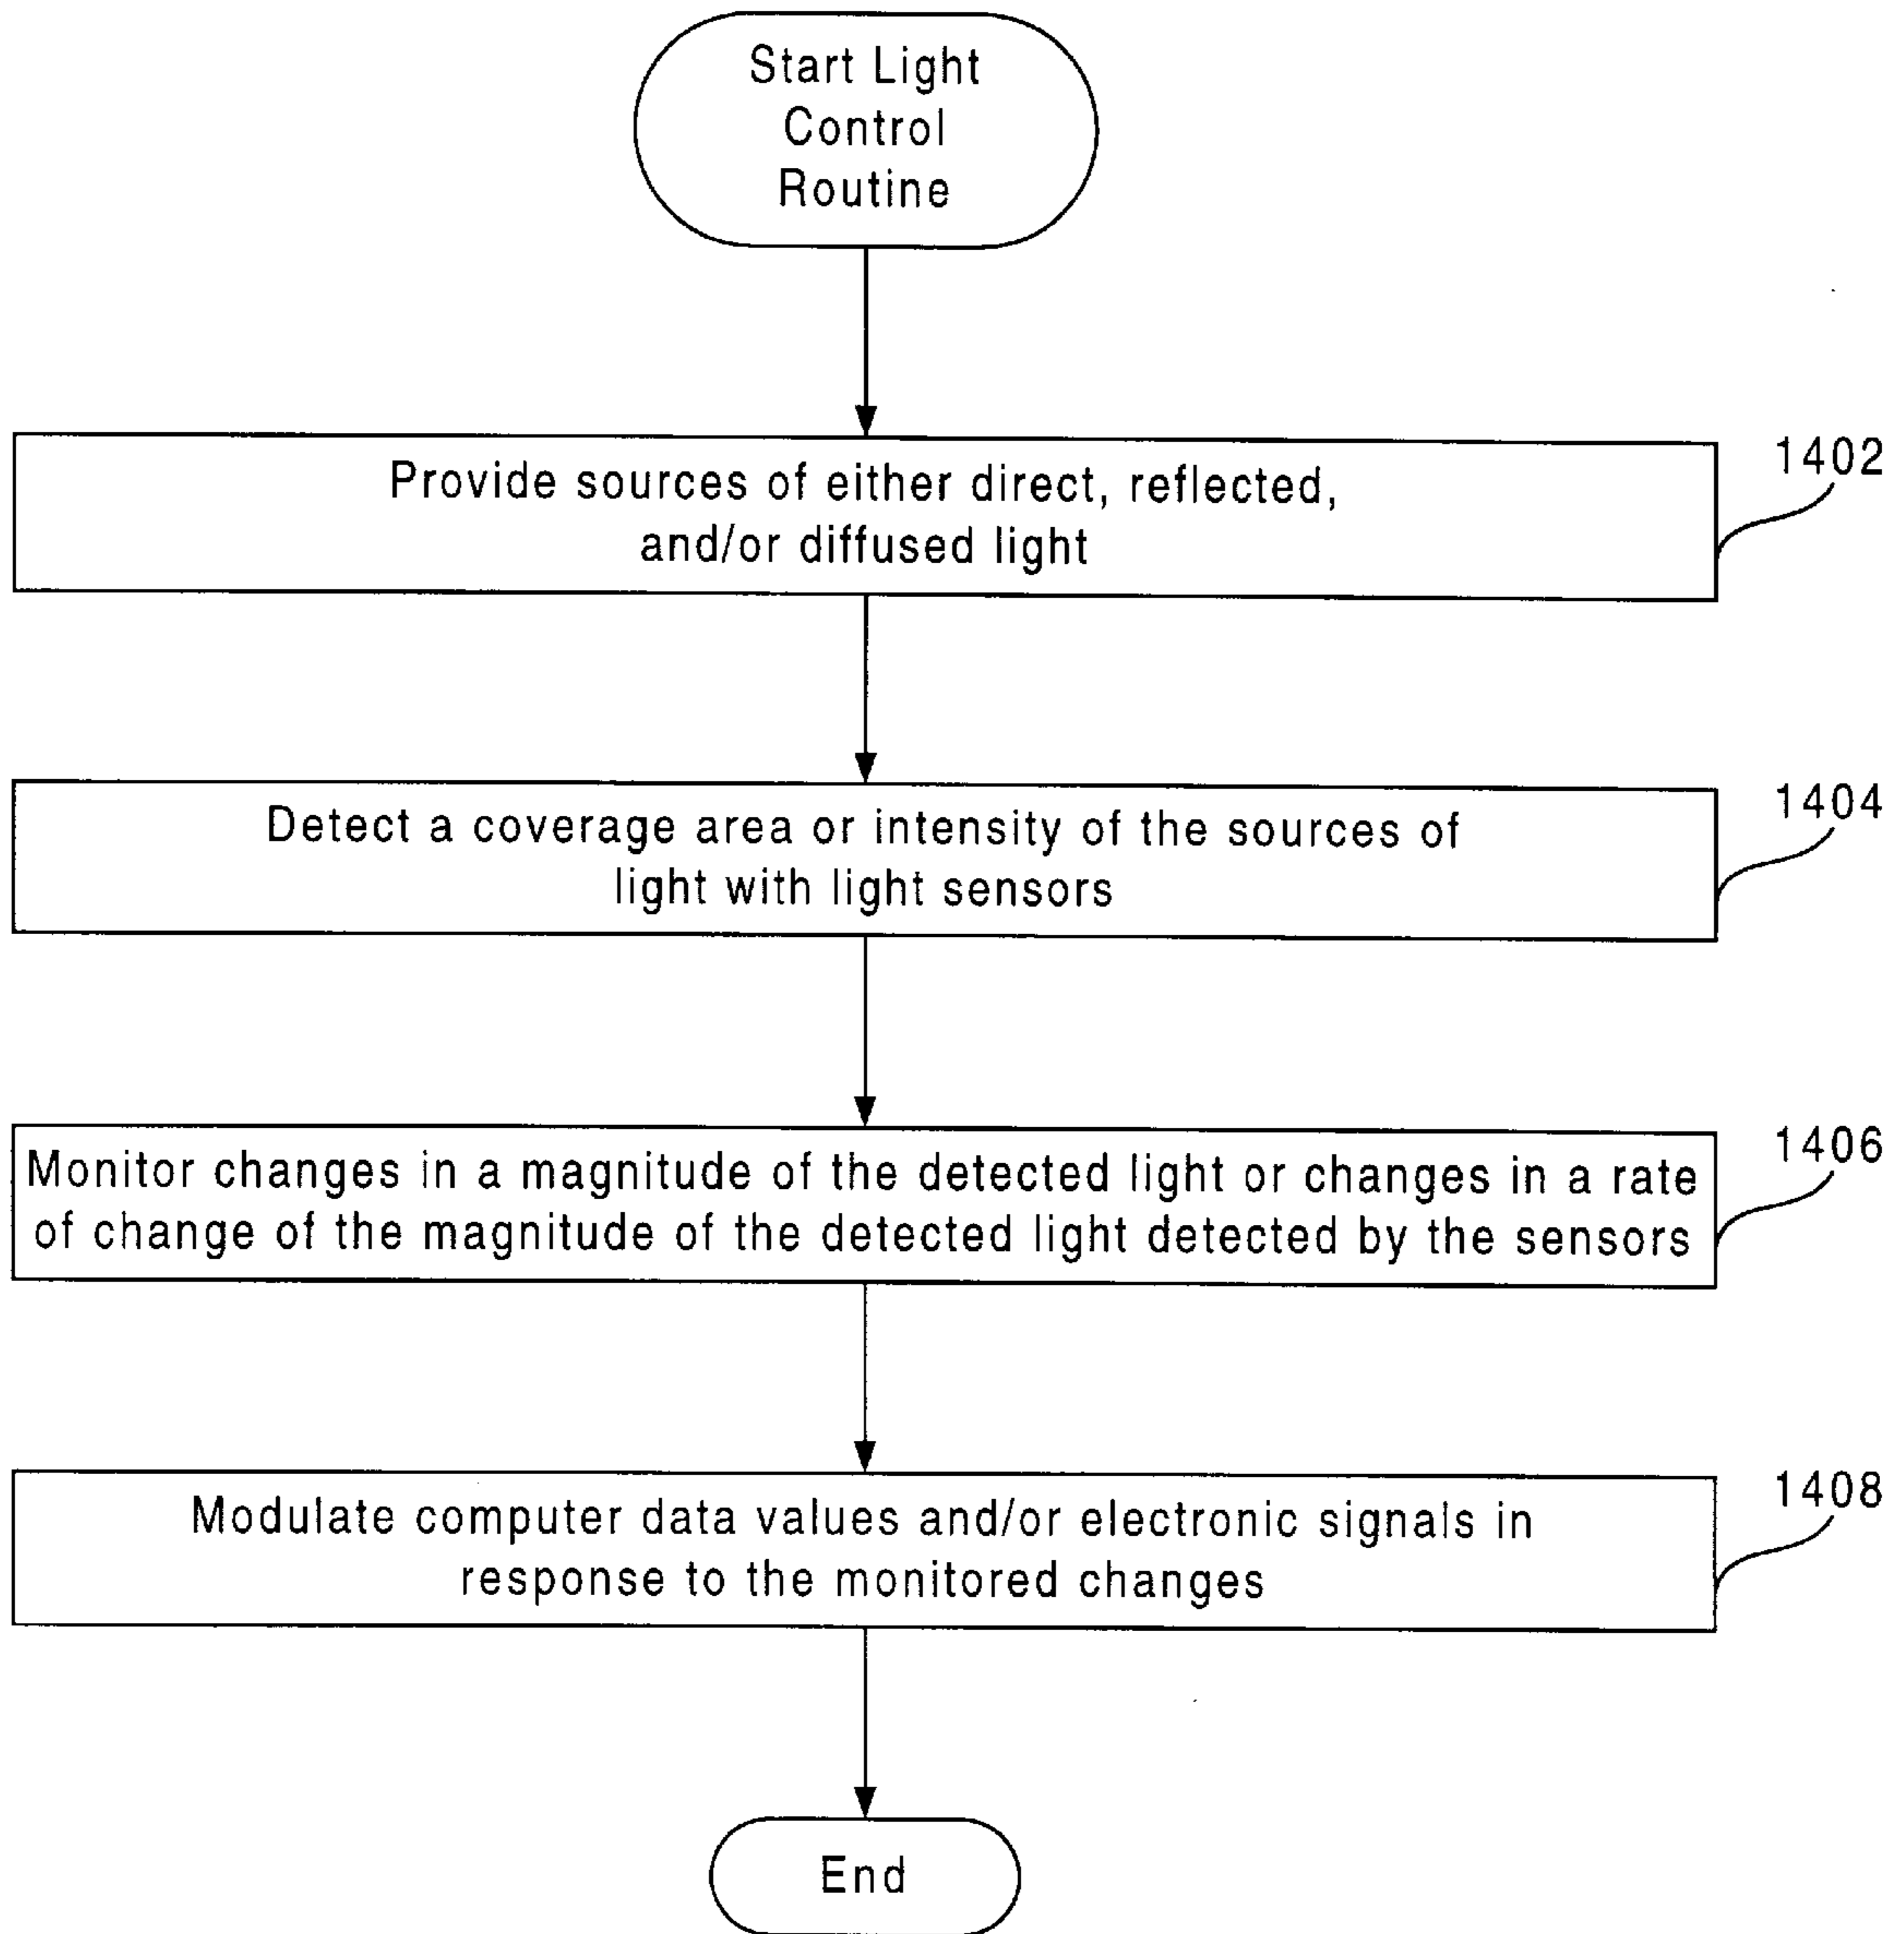 Start Light
Control
Routine
1402
Provide sources of either direct, reflected,
and/or diffused light
1404
Detect a coverage area or intensity of the sources of
light with light sensors
1406
Monitor changes in a magnitude of the detected light or changes in a rate
of change of the magnitude of the detected light detected by the sensors
1408
Modulate computer data values and/or electronic signals in
response to the monitored changes
End